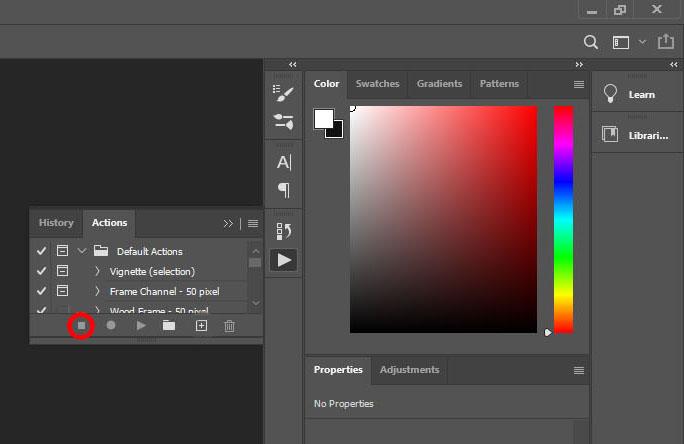 Color Swatches Gradients Patterns
Learn
Librari...
A
History Actions
Default Actions
Vignette (selection)
Frame Channel - 50 pixel
Wood Frame - 50 pixel
Properties Adjustments
No Properties